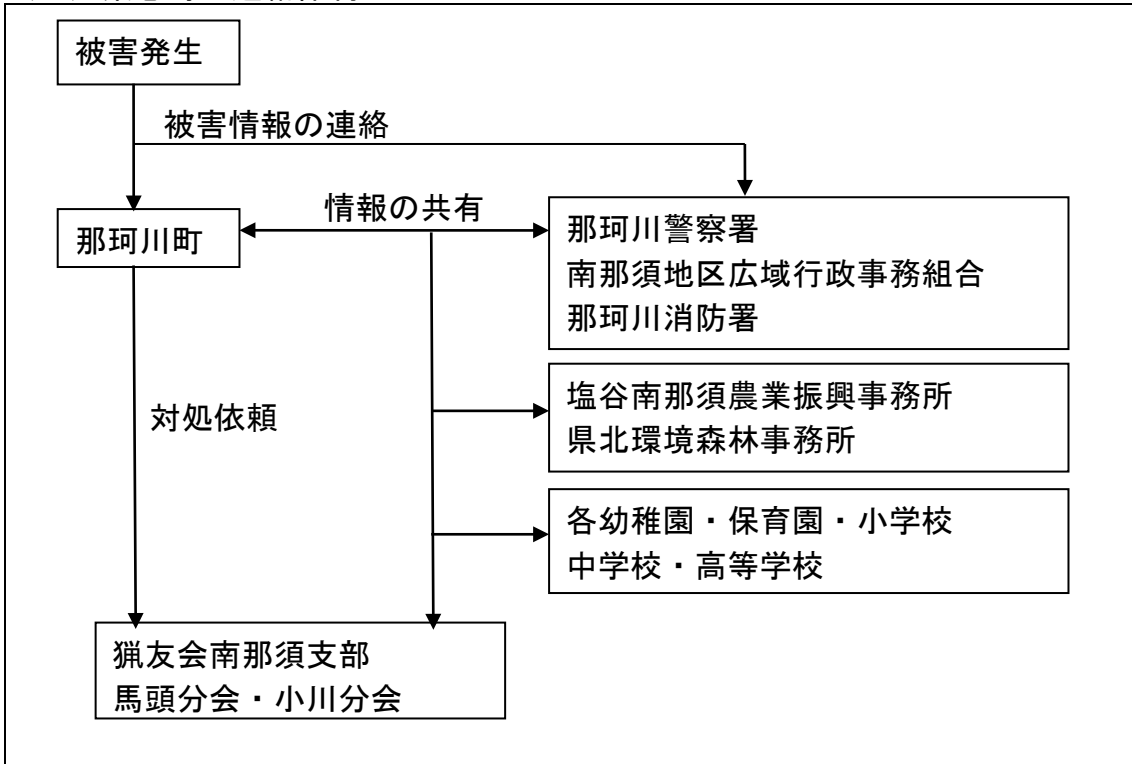 被害発生
被害情報の連絡
情報の共有
那珂川町
那珂川警察署
南那須地区広域行政事務組合
那珂川消防署
塩谷南那須農業振興事務所
県北環境森林事務所
対処依頼
各幼稚園・保育園・小学校
中学校・高等学校
猟友会南那須支部
馬頭分会・小川分会